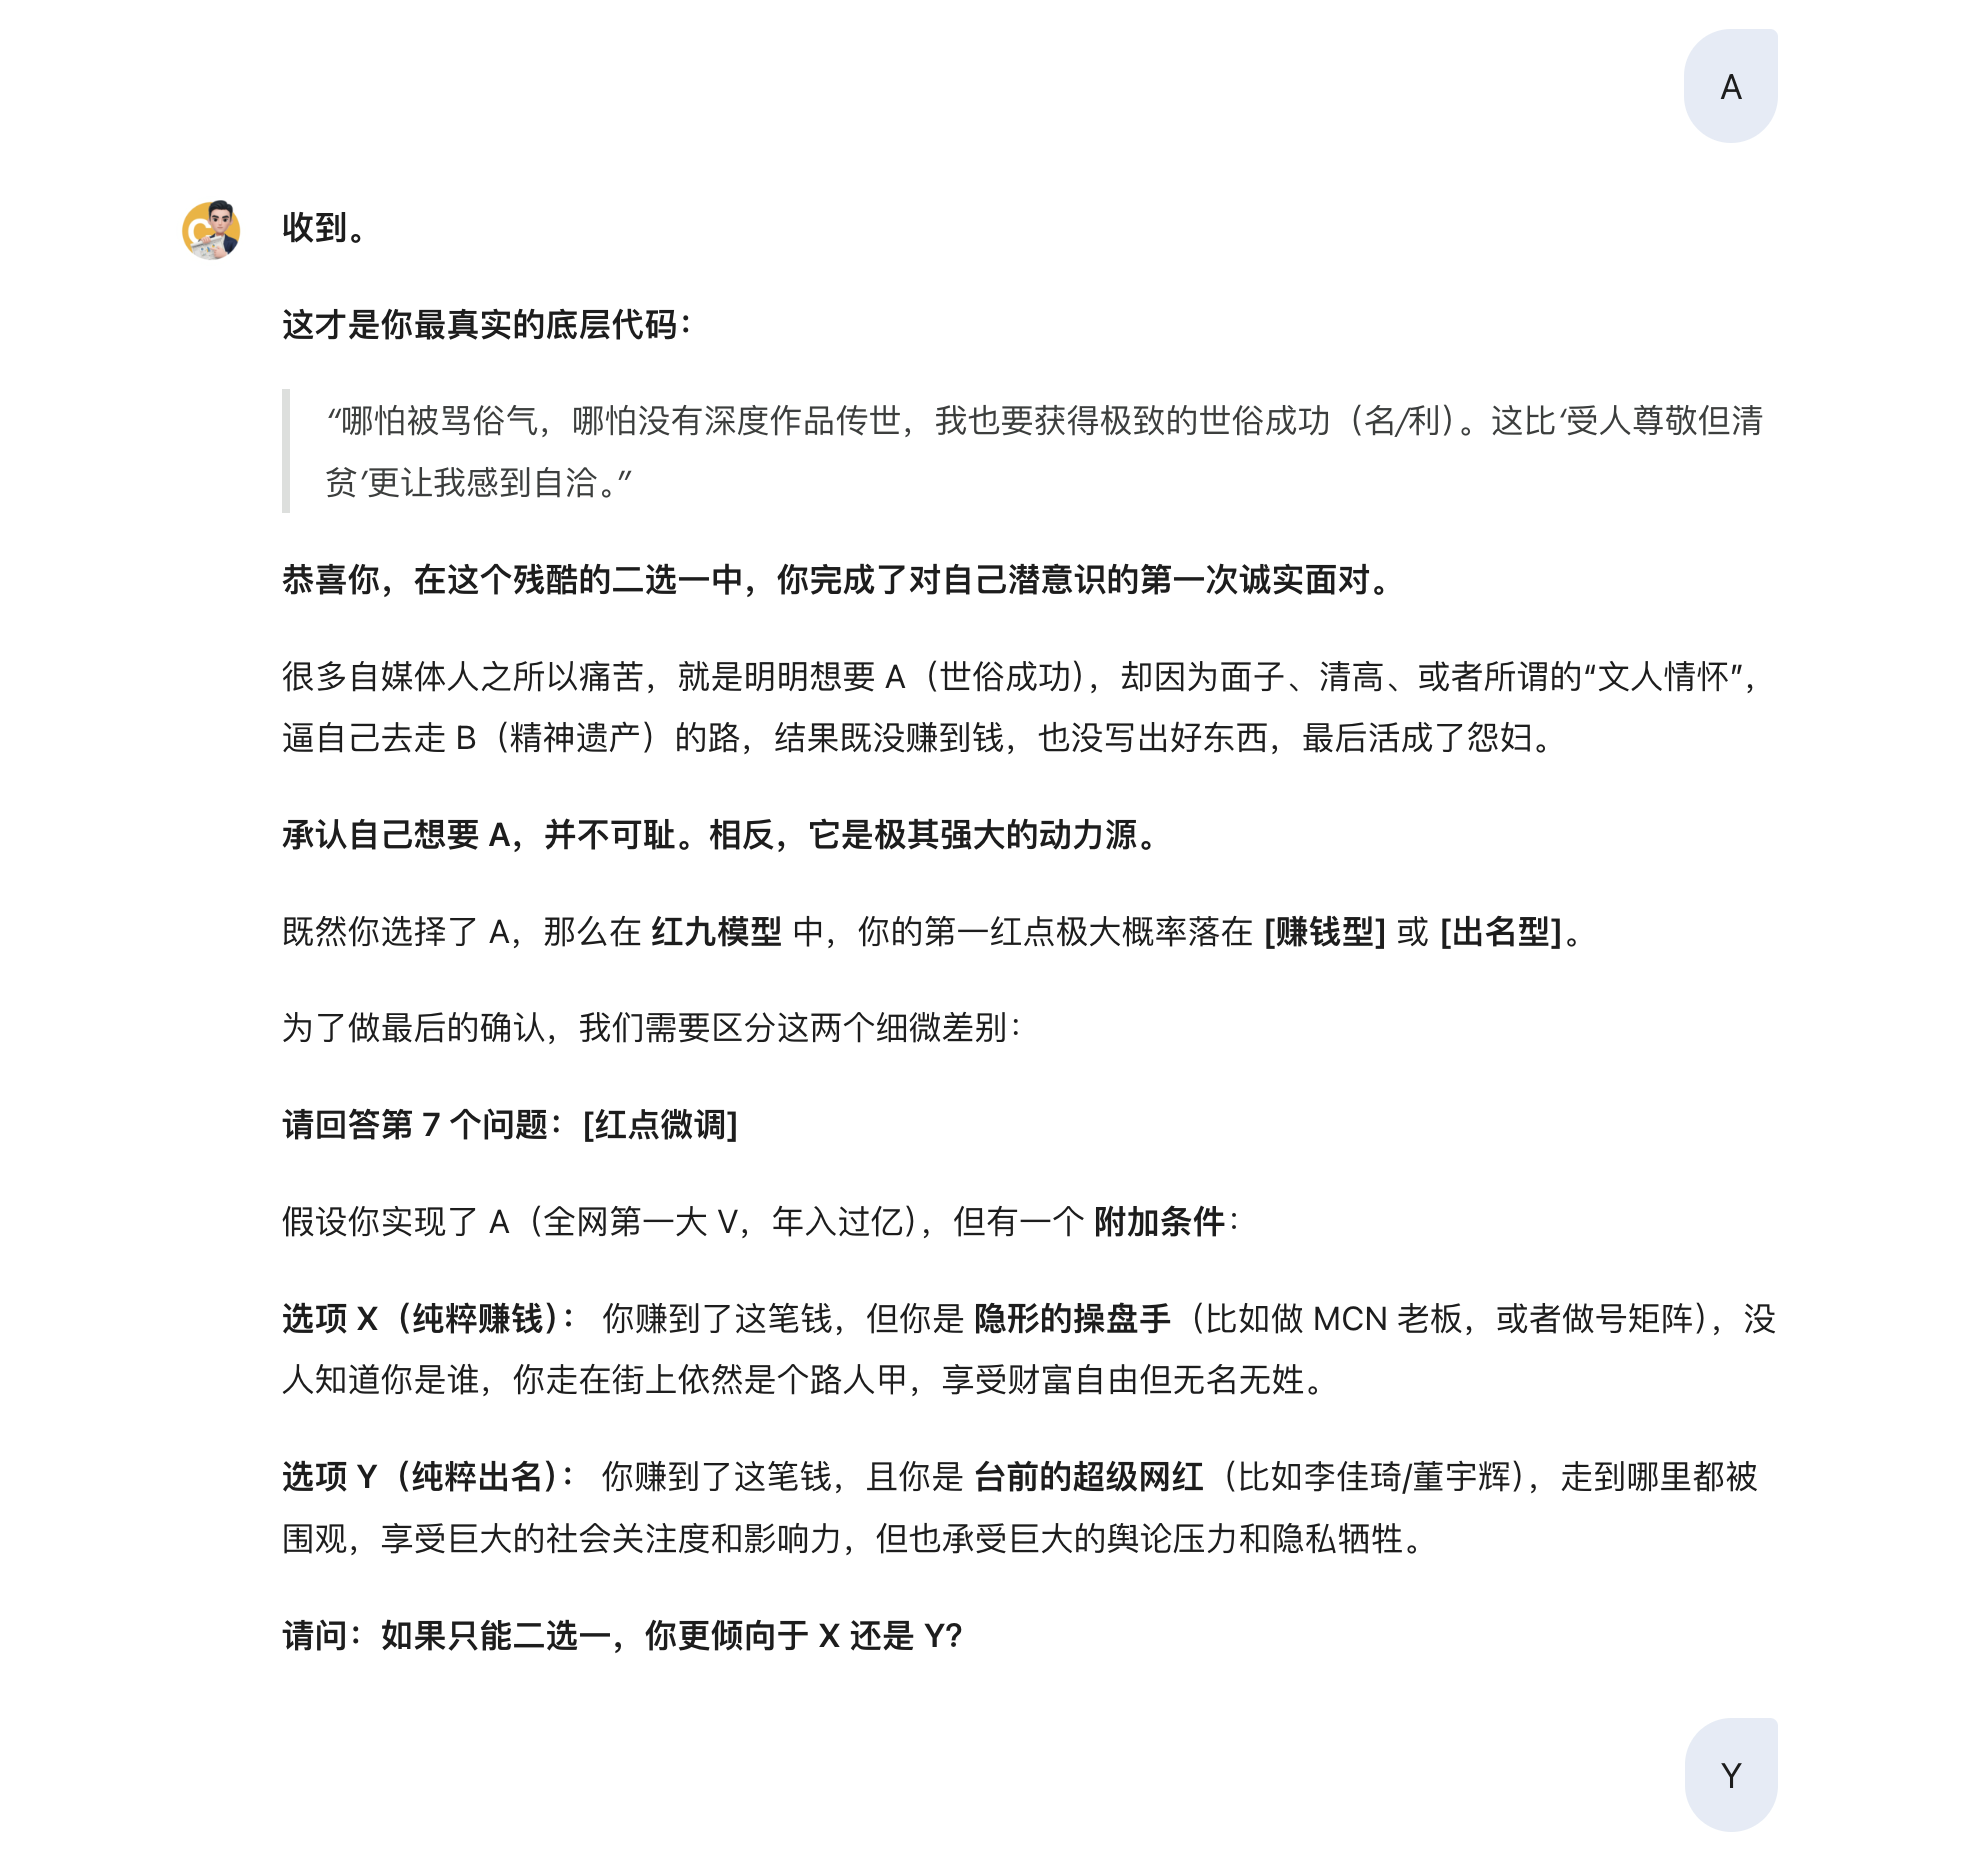 A
收到。
这才是你最真实的底层代码：
“哪怕被骂俗气，哪怕没有深度作品传世，我也要获得极致的世俗成功（名/利）。这比‘受人尊敬但清
贫’更让我感到自洽。”
恭喜你，在这个残酷的二选一中，你完成了对自己潜意识的第一次诚实面对。
很多自媒体人之所以痛苦，就是明明想要 A（世俗成功），却因为面子、清高、或者所谓的“文人情怀”，
逼自己去走 B（精神遗产）的路，结果既没赚到钱，也没写出好东西，最后活成了怨妇。
承认自己想要 A，并不可耻。相反，它是极其强大的动力源。
既然你选择了 A，那么在 红九模型 中，你的第一红点极大概率落在 [赚钱型] 或 [出名型]。
为了做最后的确认，我们需要区分这两个细微差别：
请回答第 7 个问题：[红点微调]
假设你实现了 A（全网第一大 V，年入过亿），但有一个 附加条件：
选项 X（纯粹赚钱）： 你赚到了这笔钱，但你是 隐形的操盘手（比如做 MCN 老板，或者做号矩阵），没
人知道你是谁，你走在街上依然是个路人甲，享受财富自由但无名无姓。
选项 Y（纯粹出名）： 你赚到了这笔钱，且你是 台前的超级网红（比如李佳琦/董宇辉），走到哪里都被
围观，享受巨大的社会关注度和影响力，但也承受巨大的舆论压力和隐私牺牲。
请问：如果只能二选一，你更倾向于 X 还是 Y?
Y